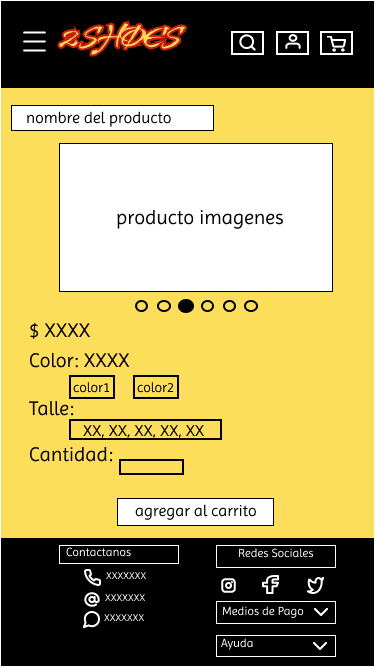 2SHOES
nombre del producto
producto imagenes
$ XXXX
Color: XXXX
color1 color2
Talle:
XX, XX, XX, XX, XX
Cantidad:
agregar al carrito
Contactanos
XXXXXXX
XXXXXXX
XXXXXXX
Redes Sociales
Medios de Pago
Ayuda